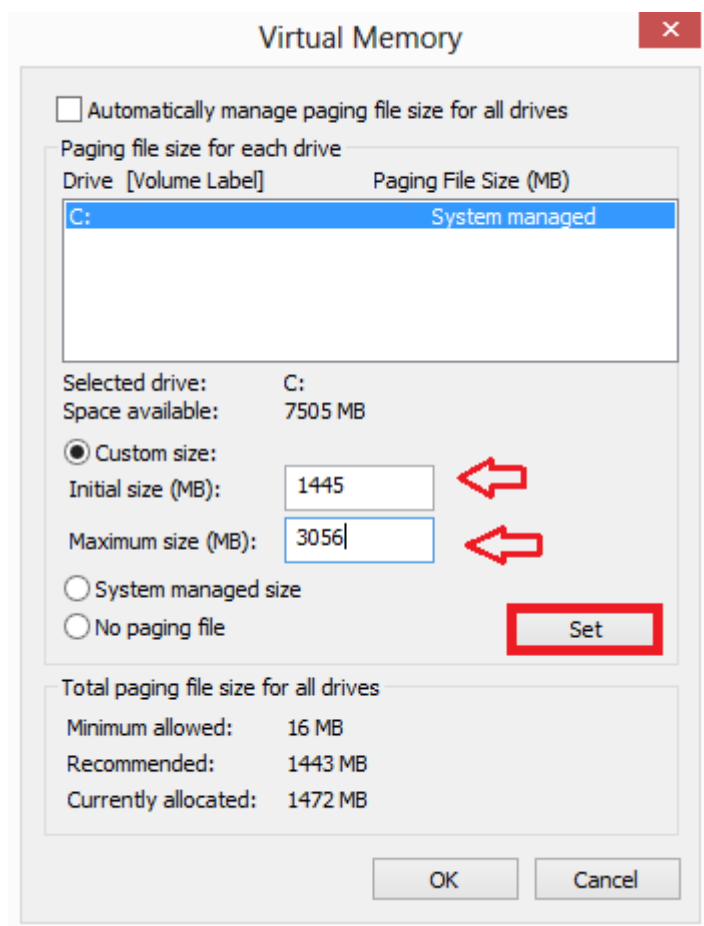 Virtual Memory
Automatically manage paging file size for all drives
Paging file size for each drive
Drive [Volume Label] Paging File Size (MB)
C: System managed
Selected drive: C:
Space available: 7505 MB
Custom size:
Initial size (MB): 1445
Maximum size (MB): 3056
System managed size
No paging file Set
Total paging file size for all drives
Minimum allowed: 16 MB
Recommended: 1443 MB
Currently allocated: 1472 MB
OK Cancel